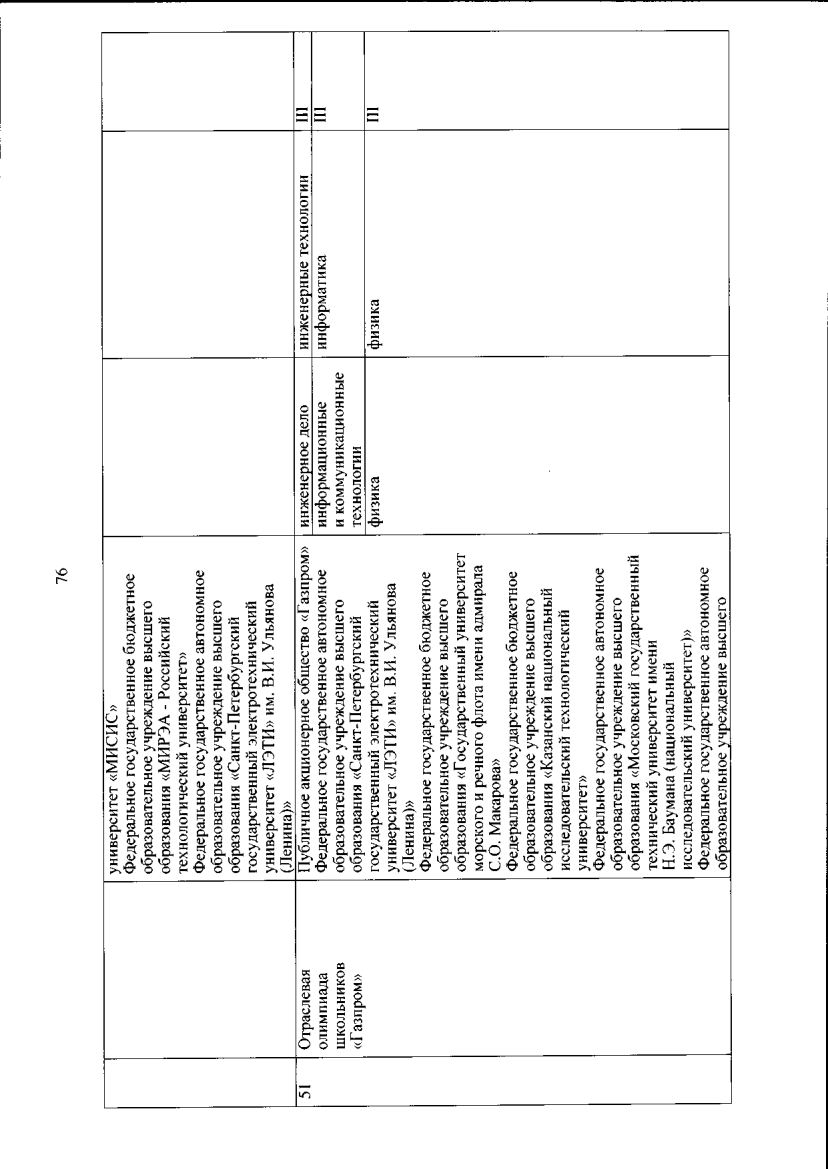 76
университет «МИСИС»
Федеральное государственное бюджетное
образовательное учреждение высшего
образования «МИРЭА - Российский
технологический университет»
Федеральное государственное автономное
образовательное учреждение высшего
образования «Санкт-Петербургский
государственный электротехнический
университет «ЛЭТИ» им. В.И. Ульянова
(Ленина)»
51
Отраслевая
олимпиада
школьников
«Газпром»
Публичное акционерное общество «Газпром»
Федеральное государственное автономное
образовательное учреждение высшего
образования «Санкт-Петербургский
государственный электротехнический
университет «ЛЭТИ» им. В.И. Ульянова
(Ленина)»
Федеральное государственное бюджетное
образовательное учреждение высшего
образования «Государственный университет
морского и речного флота имени адмирала
С.О. Макарова»
Федеральное государственное бюджетное
образовательное учреждение высшего
образования «Казанский национальный
исследовательский технологический
университет»
Федеральное государственное автономное
образовательное учреждение высшего
образования «Московский государственный
технический университет имени
Н.Э. Баумана (национальный
исследовательский университет)»
Федеральное государственное автономное
образовательное учреждение высшего
инженерное дело
инженерные технологии
III
информационные
и коммуникационные
технологии
информатика
III
физика
физика
III